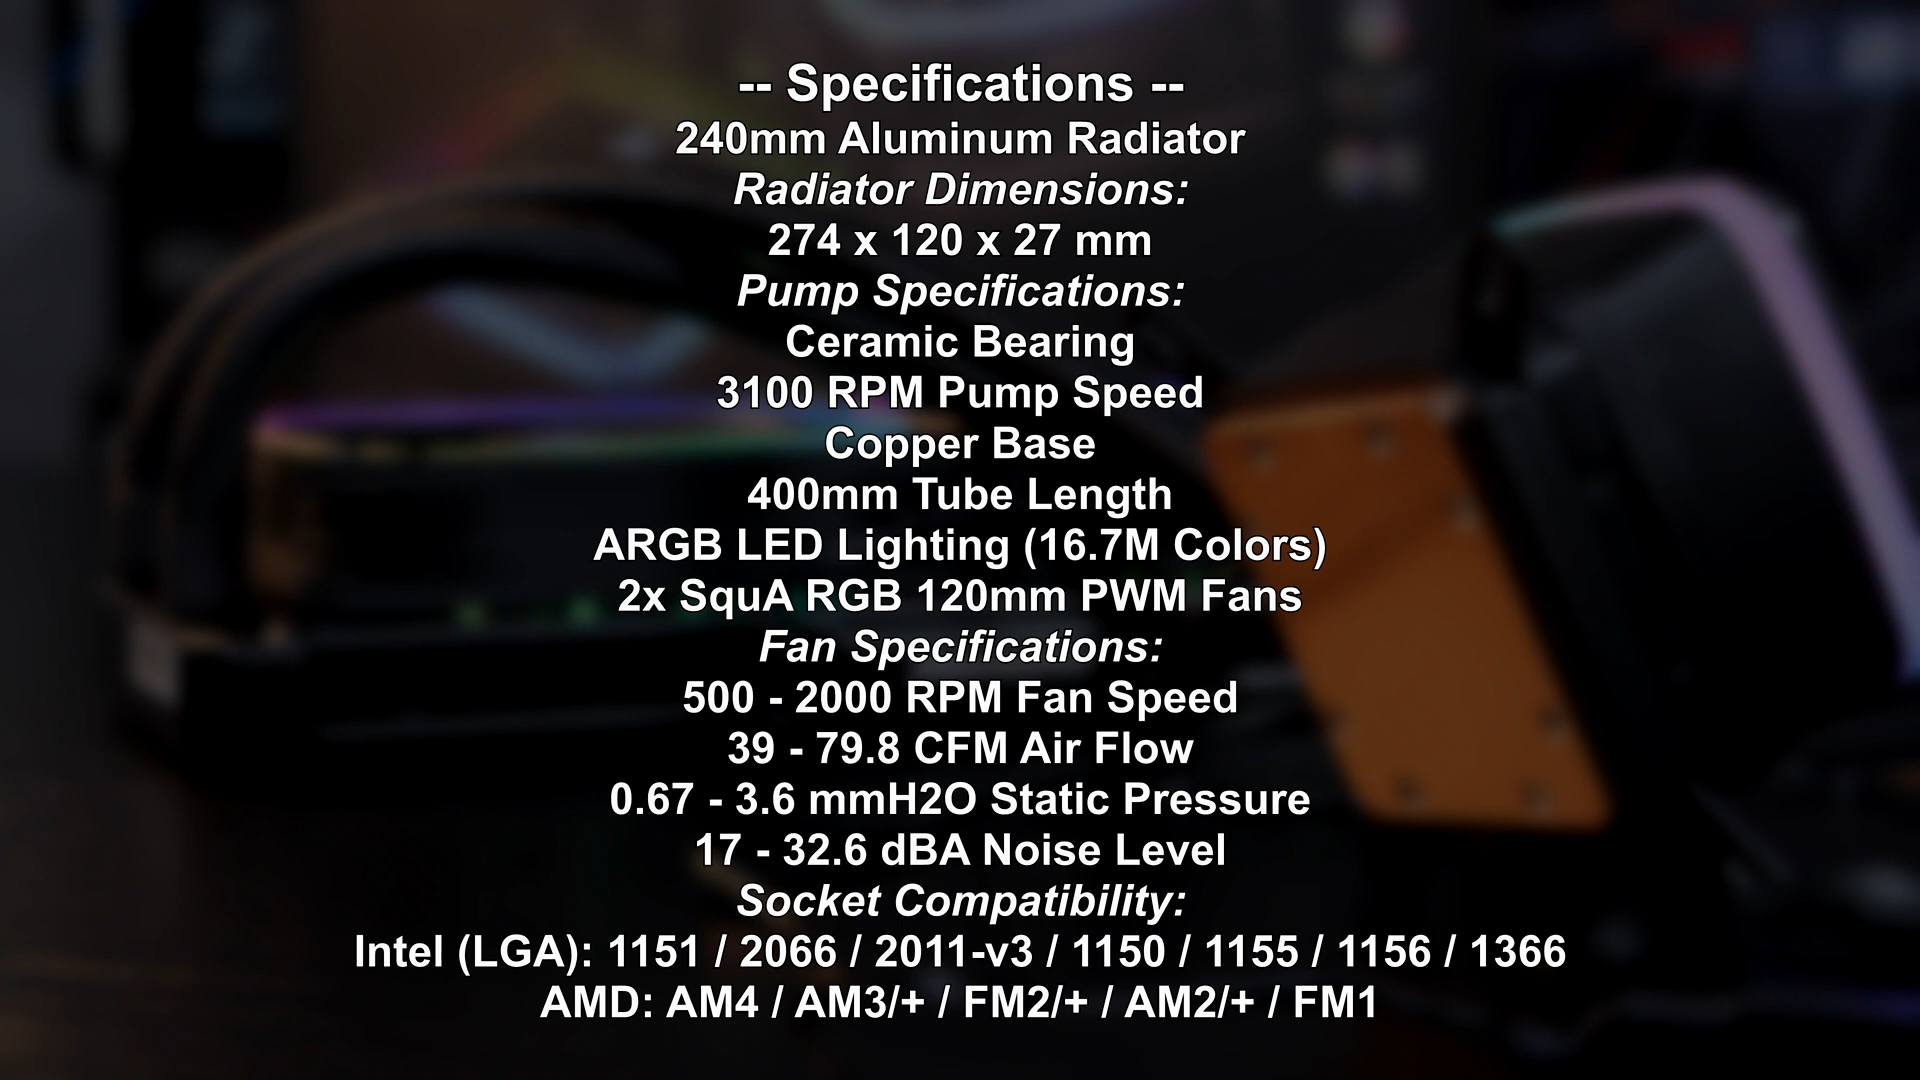 -- Specifications --
240mm Aluminum Radiator
Radiator Dimensions:
274 x 120 x 27 mm
Pump Specifications:
Ceramic Bearing
3100 RPM Pump Speed
Copper Base
400mm Tube Length
ARGB LED Lighting (16.7M Colors)
2x SquA RGB 120mm PWM Fans
Fan Specifications:
500 - 2000 RPM Fan Speed
39 - 79.8 CFM Air Flow
0.67 - 3.6 mmH2O Static Pressure
17 - 32.6 dBA Noise Level
Socket Compatibility:
Intel (LGA): 1151 / 2066 / 2011-v3 / 1150 / 1155 / 1156 / 1366
AMD: AM4 / AM3/+ / FM2/+ / AM2/+ / FM1